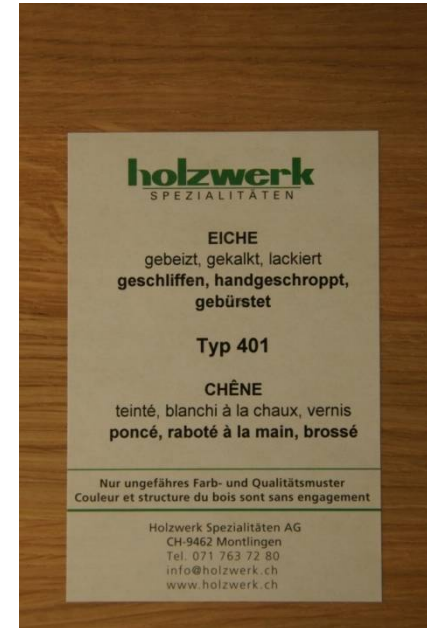 holzwerk
SPEZIALITÄTEN
EICHE
gebeizt, gekalkt, lackiert
geschliffen, handgeschroppt,
gebürstet
Typ 401
CHÊNE
teinté, blanchi à la chaux, vernis
poncé, raboté à la main, brossé
Nur ungefähres Farb- und Qualitätsmuster
Couleur et structure du bois sont sans engagement
Holzwerk Spezialitäten AG
CH-9462 Montlingen
Tel. 071 763 72 80
info@holzwerk.ch
www.holzwerk.ch